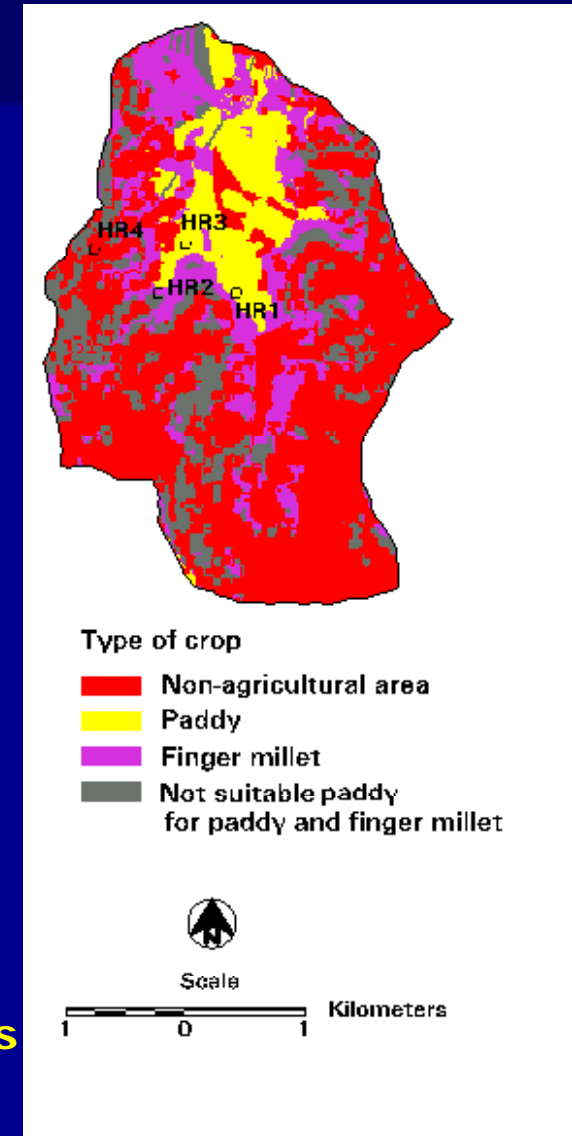 HR4
HR3
HR2
HR1
Type of crop
Non-agricultural area
Paddy
Finger millet
Not suitable paddy
for paddy and finger millet
N
Scale
Kilometers
1 0 1
s